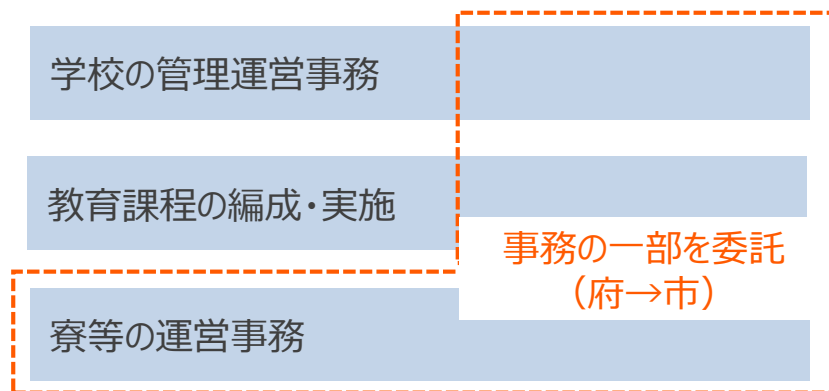 学校の管理運営事務
教育課程の編成・実施
事務の一部を委託
（府→市）
寮等の運営事務